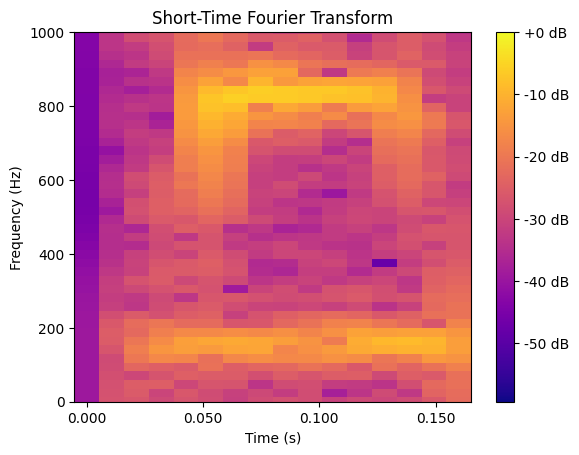 Short-Time Fourier Transform
1000
800
600
400
200
0
Frequency (Hz)
0.000
0.050
0.100
0.150
Time (s)
+0 dB
-10 dB
-20 dB
-30 dB
-40 dB
-50 dB